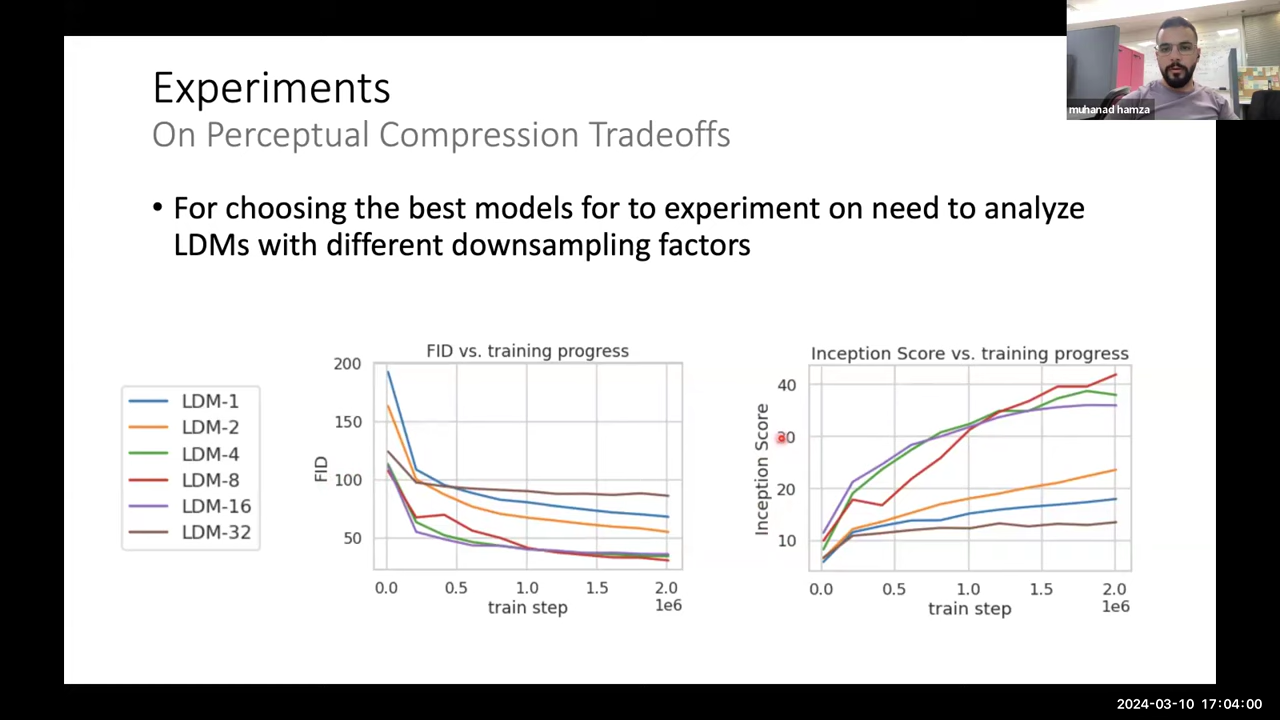 muhanad hamza
Experiments
On Perceptual Compression Tradeoffs
• For choosing the best models for to experiment on need to analyze
LDMs with different downsampling factors
LDM-1
LDM-2
LDM-4
LDM-8
LDM-16
LDM-32
FID vs. training progress
FID
200
150
100
50
0.0 0.5 1.0 1.5 2.0
1e6
train step
Inception Score vs. training progress
Inception Score
40
30
20
10
0.0 0.5 1.0 1.5 2.0
1e6
train step
2024-03-10 17:04:00